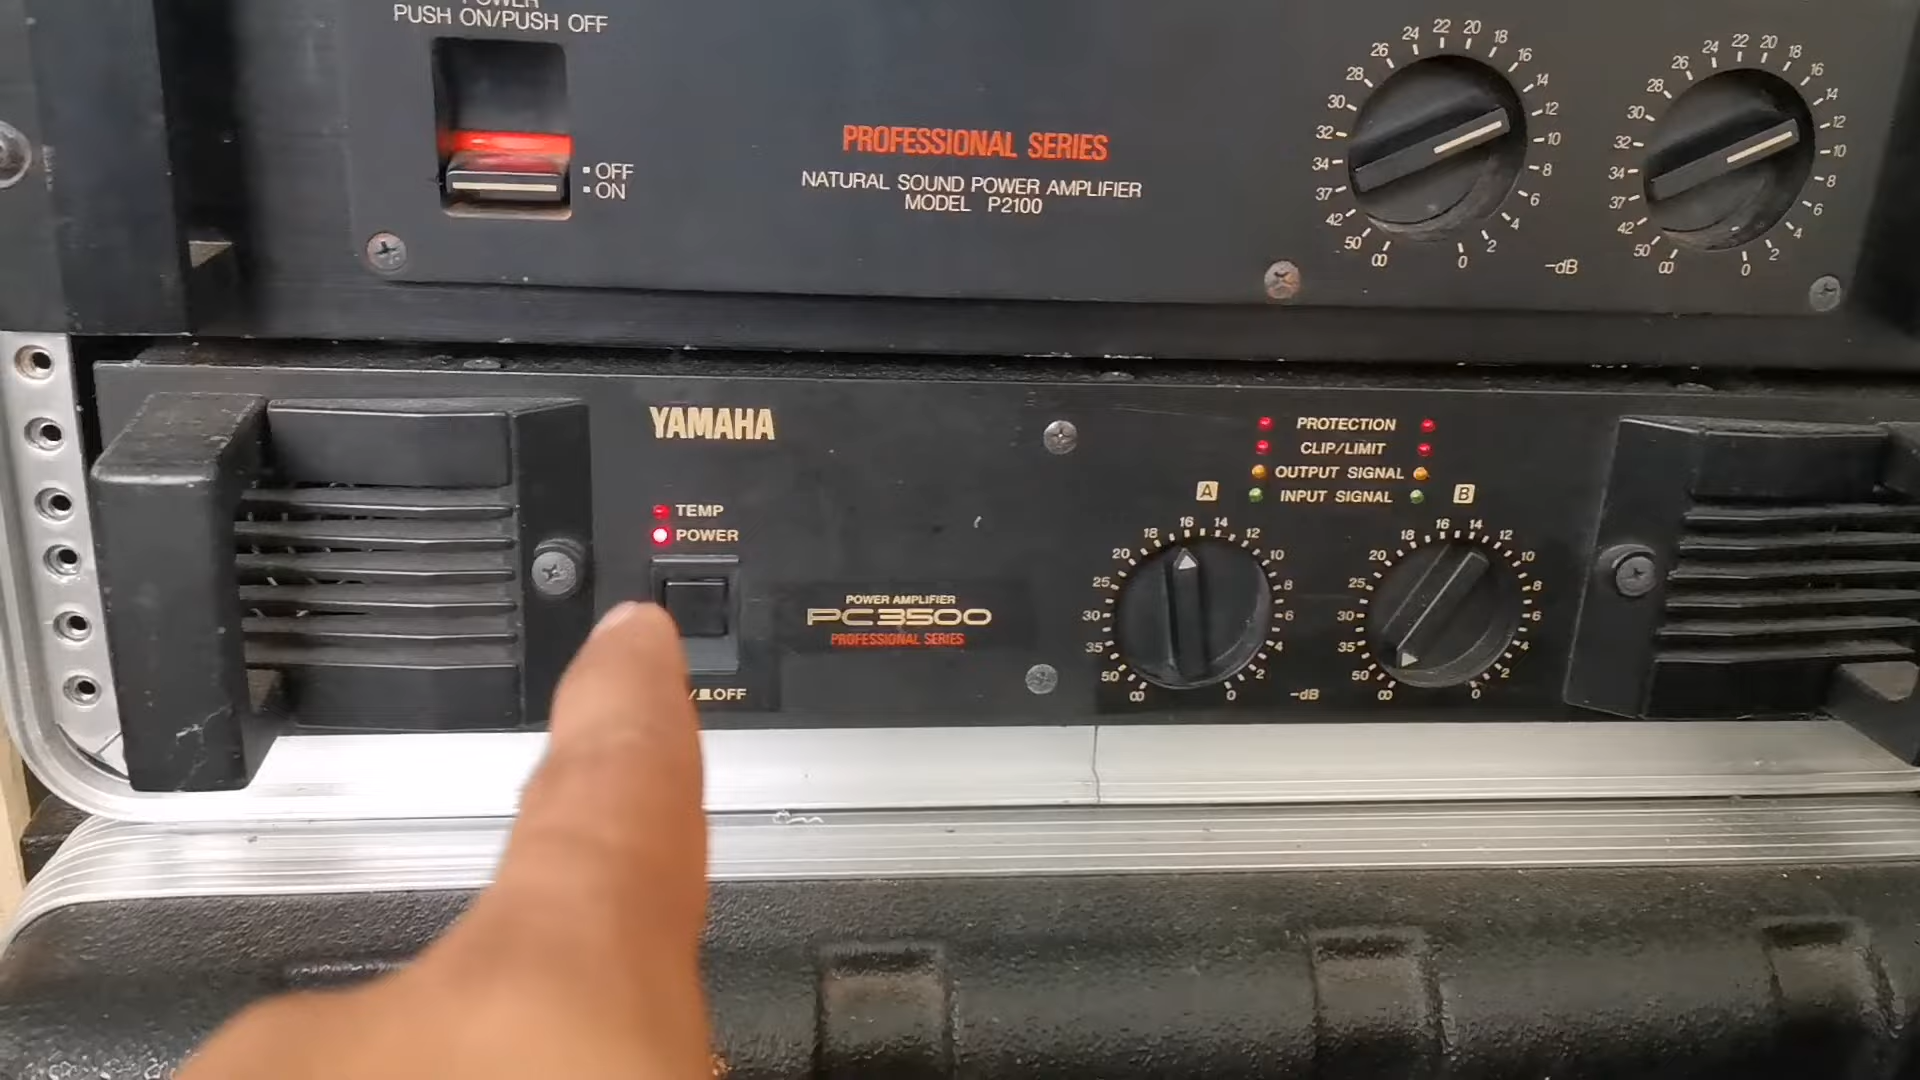 POWER
PUSH ON/PUSH OFF
OFF
ON
PROFESSIONAL SERIES
NATURAL SOUND POWER AMPLIFIER
MODEL P2100
∞ 50 42 37 34 32 30 28 26 24 22 20 18 16 14 12 10 8 6 4 2 0
-dB
∞ 50 42 37 34 32 30 28 26 24 22 20 18 16 14 12 10 8 6 4 2 0
YAMAHA
TEMP
POWER
/ OFF
POWER AMPLIFIER
PC3500
PROFESSIONAL SERIES
PROTECTION
CLIP/LIMIT
OUTPUT SIGNAL
INPUT SIGNAL
A
B
∞ 50 35 30 25 20 18 16 14 12 10 8 6 4 2 0
-dB
∞ 50 35 30 25 20 18 16 14 12 10 8 6 4 2 0